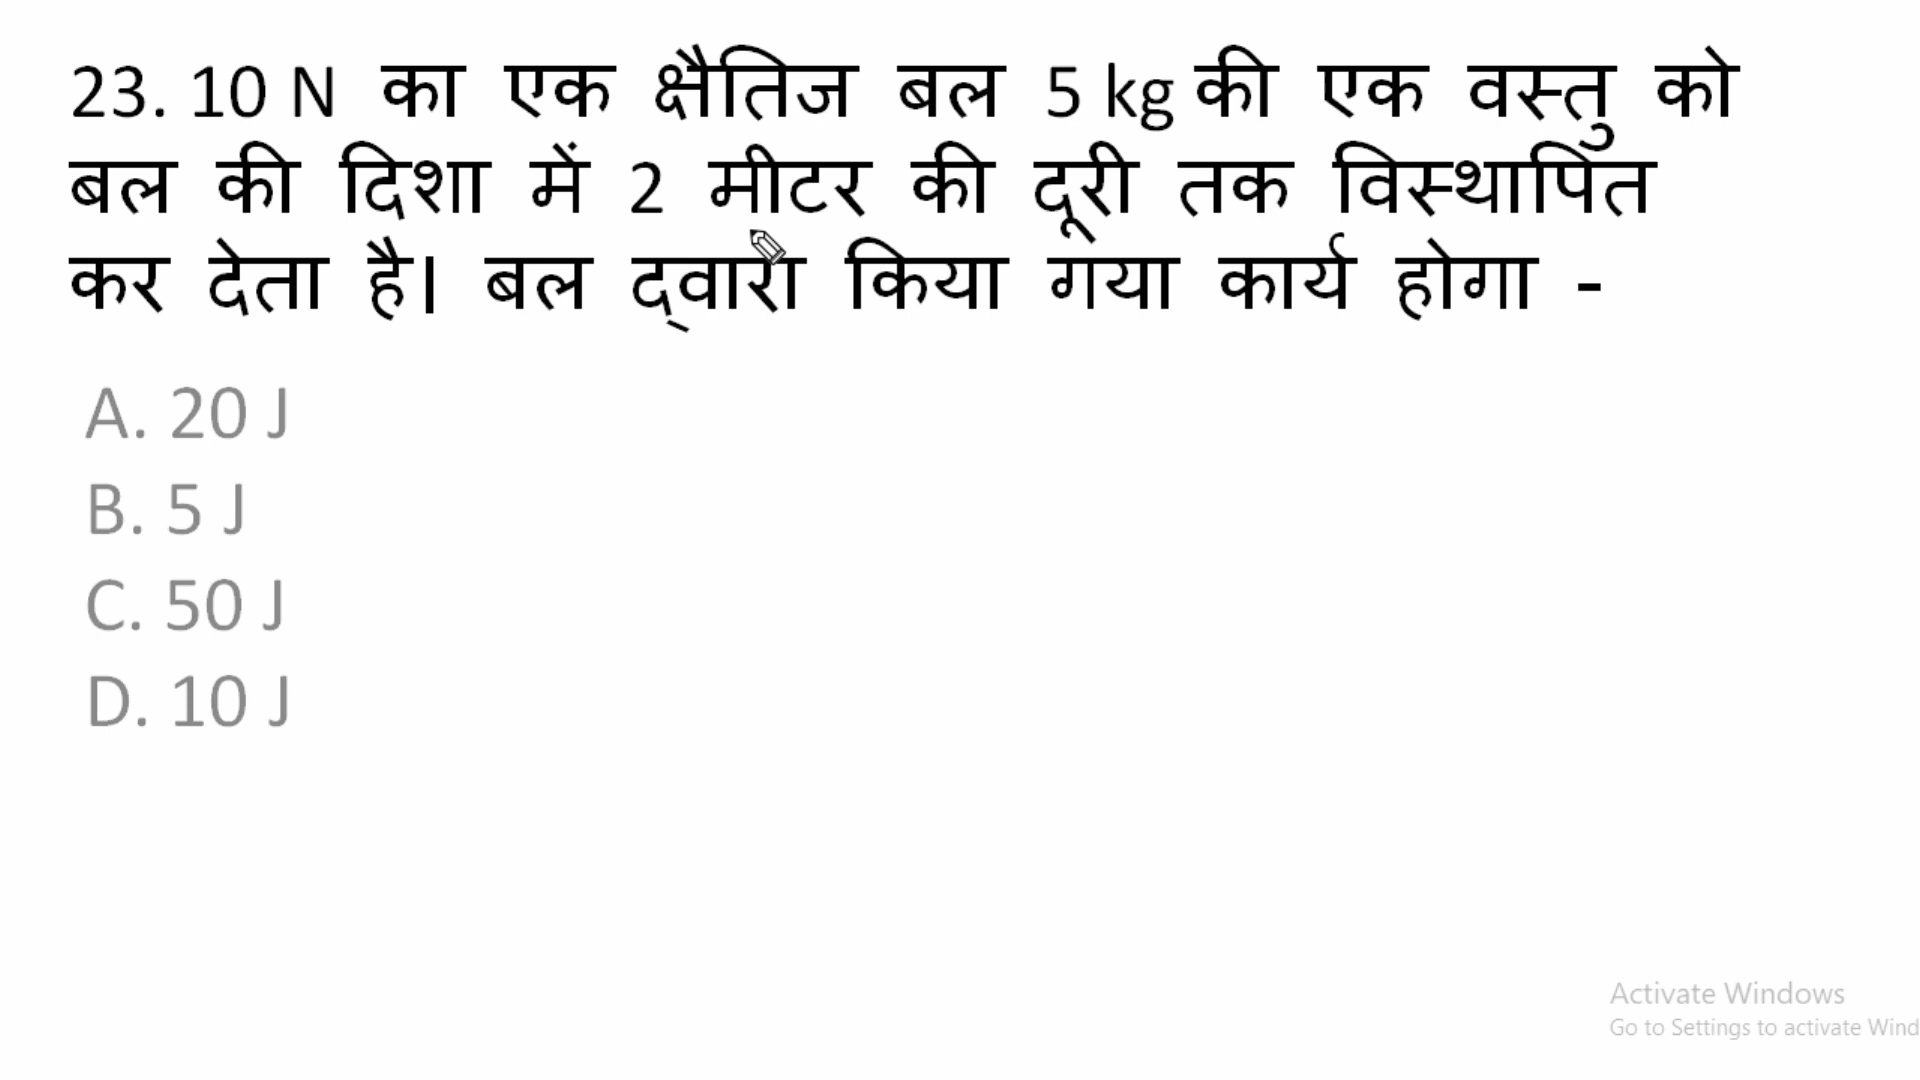 23. 10 N का एक क्षैतिज बल 5 kg की एक वस्तु को
बल की दिशा में 2 मीटर की दूरी तक विस्थापित
कर देता है। बल द्वारा किया गया कार्य होगा -
A. 20 J
B. 5 J
C. 50 J
D. 10 J
Activate Windows
Go to Settings to activate Wind